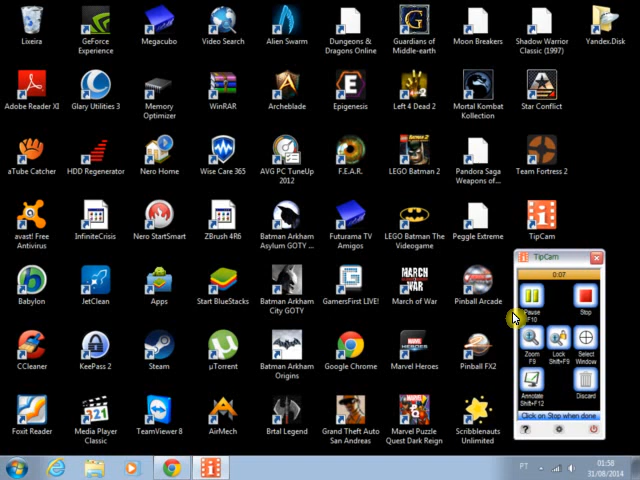 Lixeira
GeForce
Experience
Megacubo
Video Search
Alien Swarm
Dungeons &
Dragons Online
Guardians of
Middle-earth
Moon Breakers
Shadow Warrior
Classic (1997)
Yandex.Disk
Adobe Reader XI
Glary Utilities 3
Memory
Optimizer
WinRAR
Archeblade
Epigenesis
Left 4 Dead 2
Mortal Kombat
Kollection
Star Conflict
aTube Catcher
HDD Regenerator
Nero Home
Wise Care 365
AVG PC TuneUp
2012
F.E.A.R.
LEGO Batman 2
Pandora Saga
Weapons of...
Team Fortress 2
avast! Free
Antivirus
InfiniteCrisis
Nero StartSmart
ZBrush 4R6
Batman Arkham
Asylum GOTY ...
Futurama TV
Amigos
LEGO Batman The
Videogame
Peggle Extreme
TipCam
Babylon
JetClean
Apps
Start BlueStacks
Batman Arkham
City GOTY
GamersFirst LIVE!
MARCH
WAR
March of War
Pinball Arcade
CCleaner
KeePass 2
Steam
µTorrent
Batman Arkham
Origins
Google Chrome
Marvel Heroes
Pinball FX2
Foxit Reader
Media Player
Classic
TeamViewer 8
AirMech
Brtal Legend
Grand Theft Auto
San Andreas
Marvel Puzzle
Quest Dark Reign
Scribblenauts
Unlimited
TipCam
0:07
Pause
F10
Stop
Zoom
F9
Lock
Shift+F9
Select
Window
Annotate
Shift+F12
Discard
Click on Stop when done
?
PT
01:58
31/08/2014